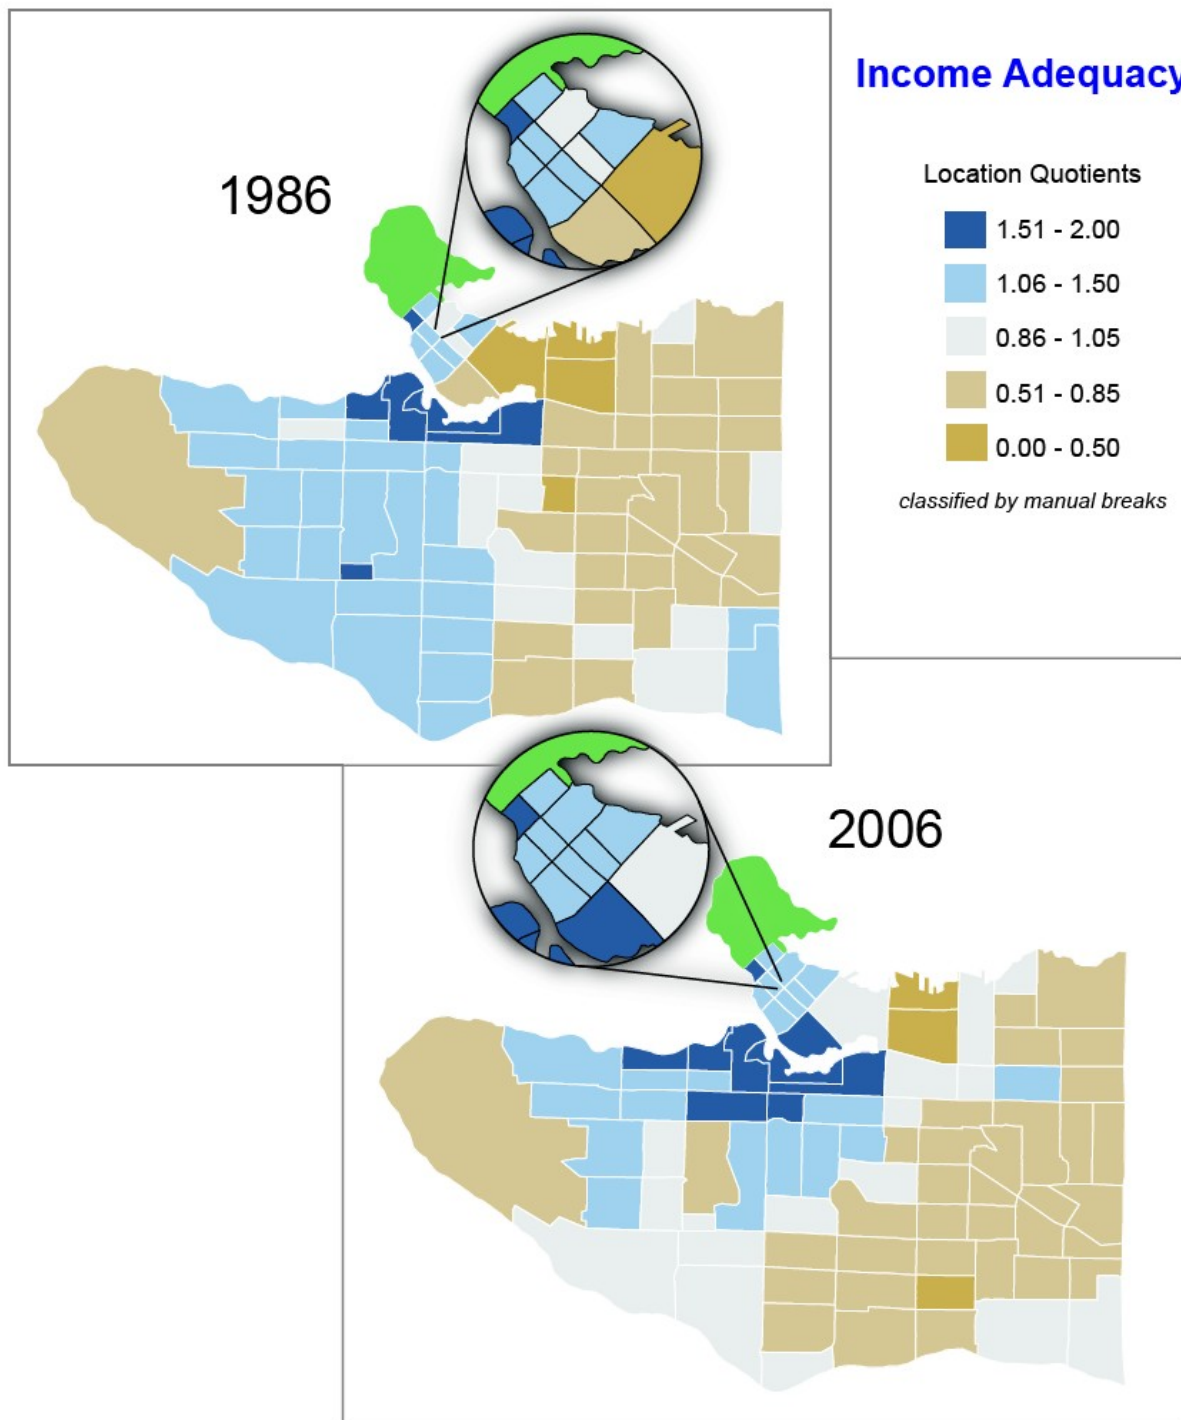 Income Adequacy
1986
Location Quotients
1.51 - 2.00
1.06 - 1.50
0.86 - 1.05
0.51 - 0.85
0.00 - 0.50
classified by manual breaks
2006